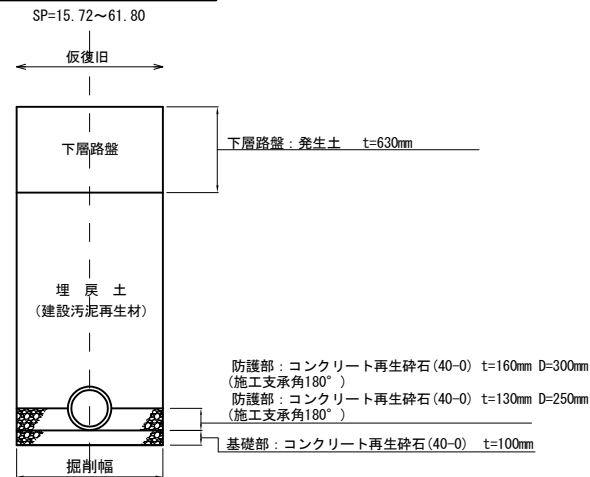 SP=15.72～61.80
仮復旧
下層路盤
下層路盤：発生土　t=630mm
埋　戻　土
(建設汚泥再生材)
防護部：コンクリート再生砕石(40-0) t=160mm D=300mm
(施工支承角180°)
防護部：コンクリート再生砕石(40-0) t=130mm D=250mm
(施工支承角180°)
基礎部：コンクリート再生砕石(40-0)　t=100mm
掘削幅